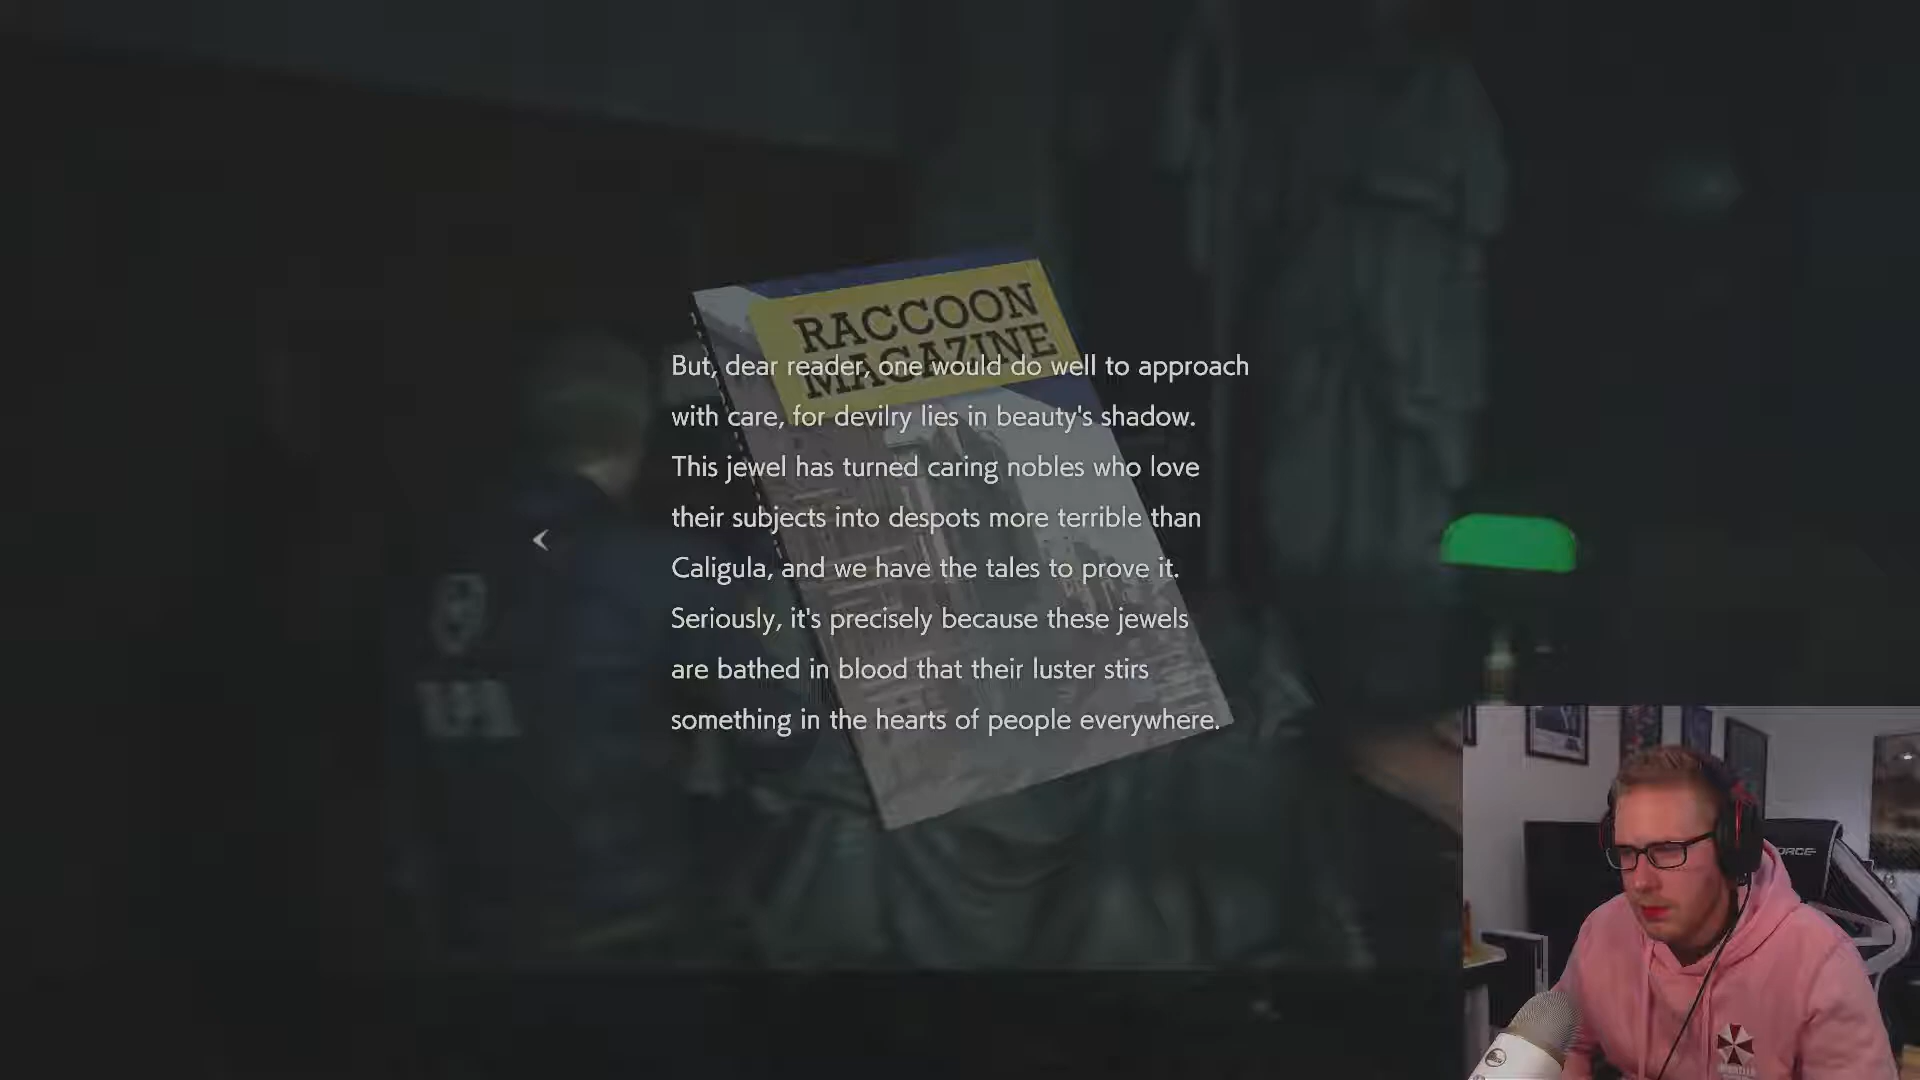 RACCOON
MAGAZINE
But, dear reader, one would do well to approach
with care, for devilry lies in beauty's shadow.
This jewel has turned caring nobles who love
their subjects into despots more terrible than
Caligula, and we have the tales to prove it.
Seriously, it's precisely because these jewels
are bathed in blood that their luster stirs
something in the hearts of people everywhere.